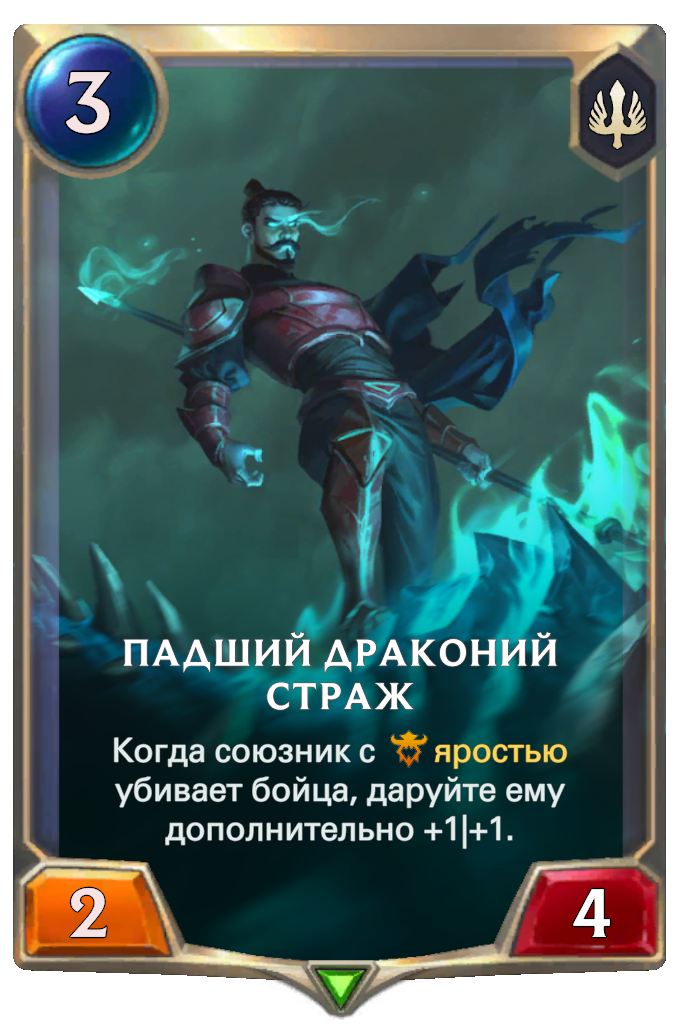 3
ПАДШИЙ ДРАКОНИЙ
СТРАЖ
Когда союзник с яростью
убивает бойца, даруйте ему
дополнительно +1|+1.
2
4